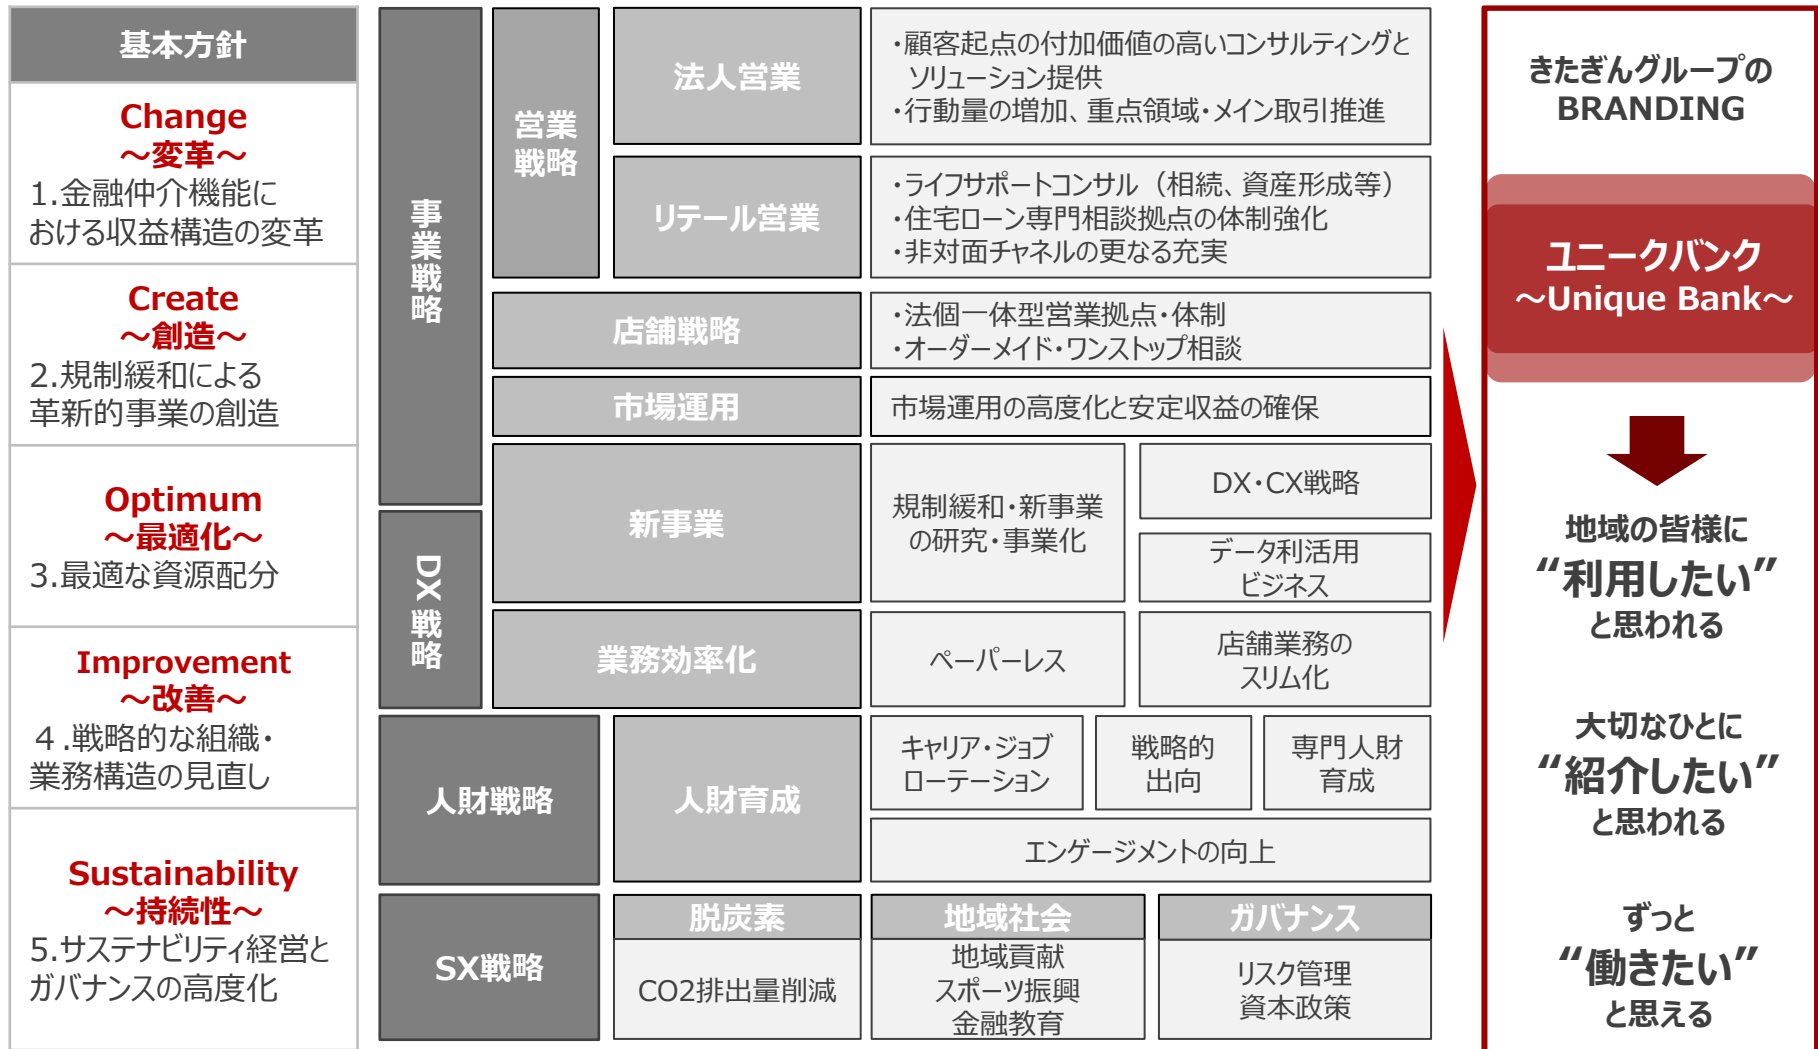 基本方針
Change
～変革～
1.金融仲介機能に
おける収益構造の変革
Create
～創造～
2.規制緩和による
革新的事業の創造
Optimum
～最適化～
3.最適な資源配分
Improvement
～改善～
４.戦略的な組織・
業務構造の見直し
Sustainability
～持続性～
5.サステナビリティ経営と
ガバナンスの高度化
事業戦略
営業
戦略
法人営業
・顧客起点の付加価値の高いコンサルティングと
ソリューション提供
・行動量の増加、重点領域・メイン取引推進
リテール営業
・ライフサポートコンサル（相続、資産形成等）
・住宅ローン専門相談拠点の体制強化
・非対面チャネルの更なる充実
店舗戦略
・法個一体型営業拠点・体制
・オーダーメイド・ワンストップ相談
市場運用
市場運用の高度化と安定収益の確保
DX戦略
新事業
規制緩和・新事業
の研究・事業化
DX・CX戦略
データ利活用
ビジネス
業務効率化
ペーパーレス
店舗業務の
スリム化
人財戦略
人財育成
キャリア・ジョブ
ローテーション
戦略的
出向
専門人財
育成
エンゲージメントの向上
SX戦略
脱炭素
CO2排出量削減
地域社会
地域貢献
スポーツ振興
金融教育
ガバナンス
リスク管理
資本政策
きたぎんグループの
BRANDING
ユニークバンク
～Unique Bank～
地域の皆様に
“利用したい”
と思われる
大切なひとに
“紹介したい”
と思われる
ずっと
“働きたい”
と思える